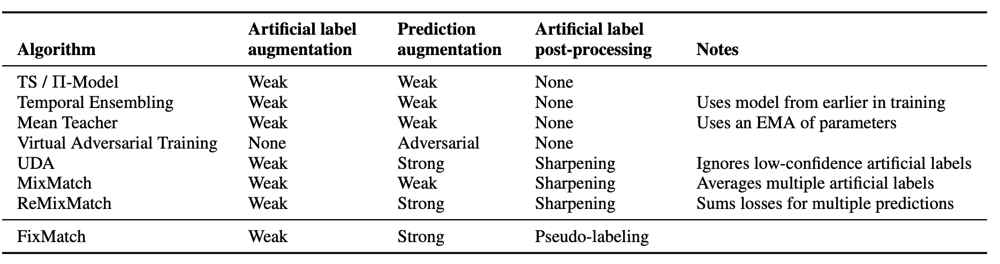 Algorithm Artificial label augmentation Prediction augmentation Artificial label post-processing Notes
TS / Π-Model Weak Weak None
Temporal Ensembling Weak Weak None Uses model from earlier in training
Mean Teacher Weak Weak None Uses an EMA of parameters
Virtual Adversarial Training None Adversarial None
UDA Weak Strong Sharpening Ignores low-confidence artificial labels
MixMatch Weak Weak Sharpening Averages multiple artificial labels
ReMixMatch Weak Strong Sharpening Sums losses for multiple predictions
FixMatch Weak Strong Pseudo-labeling